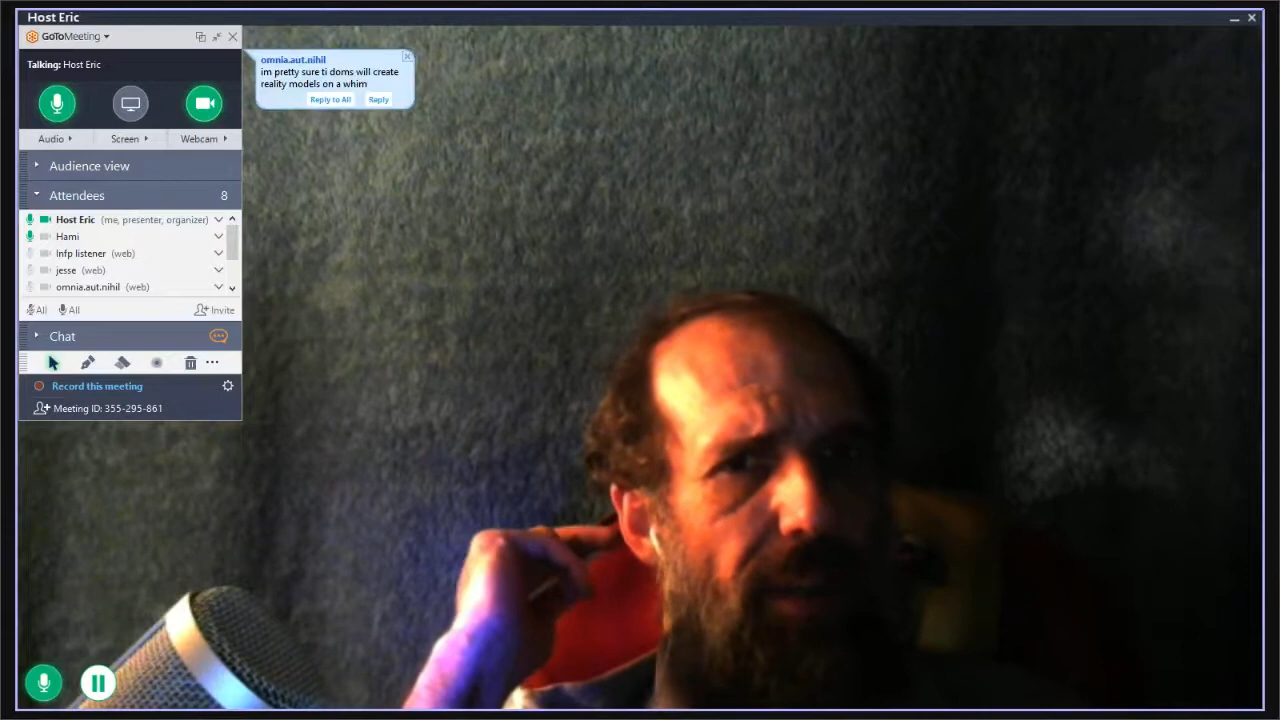 Host Eric
GoToMeeting
Talking: Host Eric
Audio
Screen
Webcam
Audience view
Attendees 8
Host Eric (me, presenter, organizer)
Hami
Infp listener (web)
jesse (web)
omnia.aut.nihil (web)
All All Invite
Chat
Record this meeting
Meeting ID: 355-295-861
omnia.aut.nihil
im pretty sure ti doms will create
reality models on a whim
Reply to All Reply